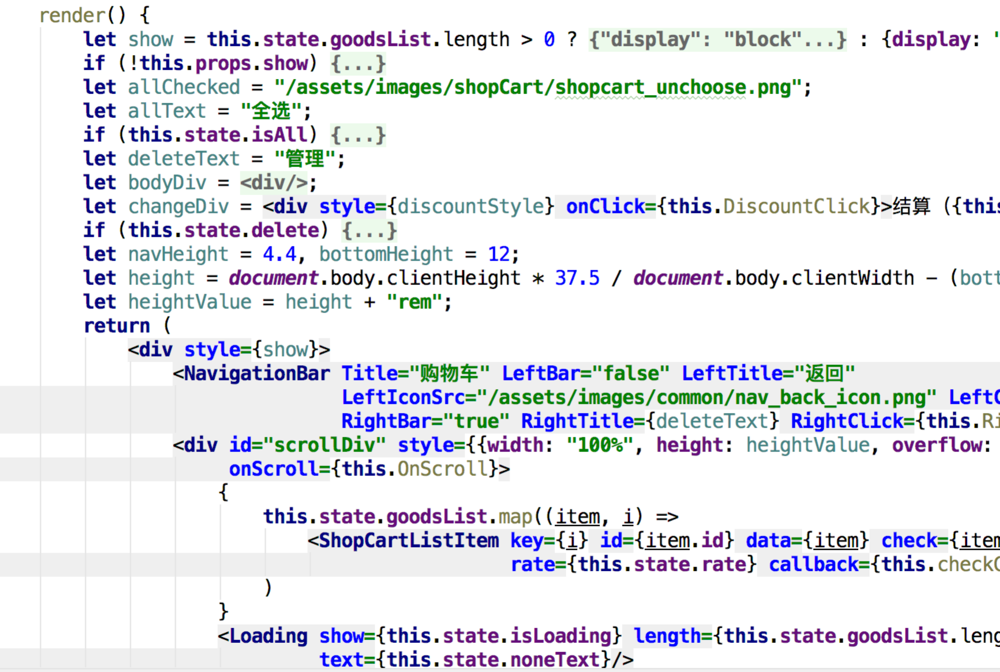 render() {
let show = this.state.goodsList.length > 0 ? {"display": "block"...} : {display: '
if (!this.props.show) {...}
let allChecked = "/assets/images/shopCart/shopcart_unchoose.png";
let allText = "全选";
if (this.state.isAll) {...}
let deleteText = "管理";
let bodyDiv = <div/>;
let changeDiv = <div style={discountStyle} onClick={this.DiscountClick}>结算 ({this
if (this.state.delete) {...}
let navHeight = 4.4, bottomHeight = 12;
let height = document.body.clientHeight * 37.5 / document.body.clientWidth - (bott
let heightValue = height + "rem";
return (
<div style={show}>
<NavigationBar Title="购物车" LeftBar="false" LeftTitle="返回"
LeftIconSrc="/assets/images/common/nav_back_icon.png" LeftC
RightBar="true" RightTitle={deleteText} RightClick={this.Ri
<div id="scrollDiv" style={{width: "100%", height: heightValue, overflow:
onScroll={this.OnScroll}>
{
this.state.goodsList.map((item, i) =>
<ShopCartListItem key={i} id={item.id} data={item} check={item
rate={this.state.rate} callback={this.checkC
)
}
<Loading show={this.state.isLoading} length={this.state.goodsList.leng
text={this.state.noneText}/>